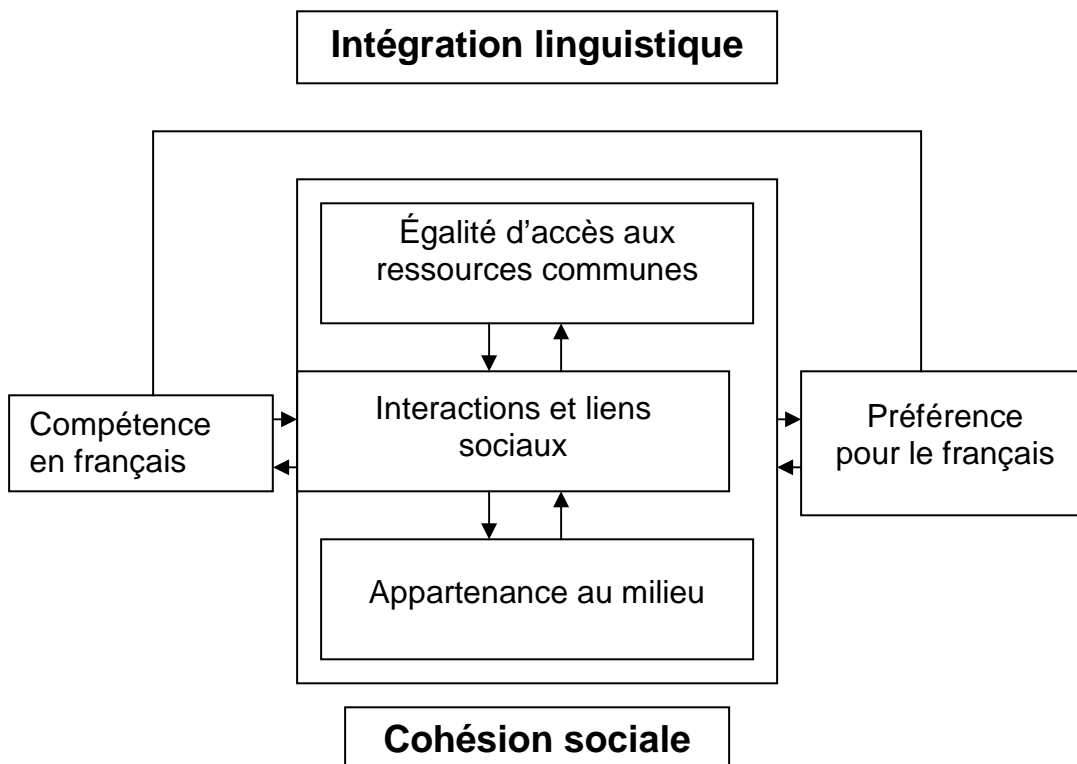 Intégration linguistique
Égalité d’accès aux
ressources communes
Compétence
en français
Interactions et liens
sociaux
Préférence
pour le français
Appartenance au milieu
Cohésion sociale